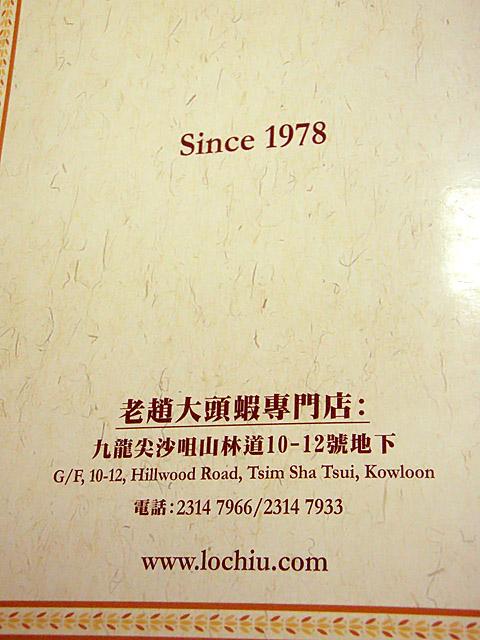 Since 1978
老趙大頭蝦專門店：
九龍尖沙咀山林道10-12號地下
G/F, 10-12, Hillwood Road, Tsim Sha Tsui, Kowloon
電話：2314 7966/2314 7933
www.lochiu.com